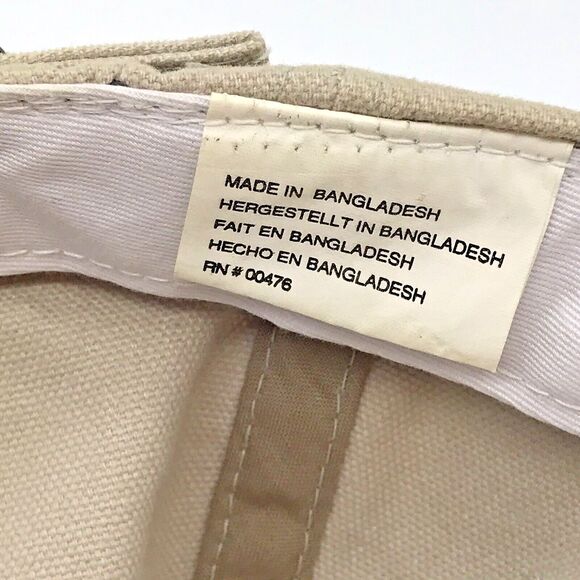 MADE IN BANGLADESH
HERGESTELLT IN BANGLADESH
FAIT EN BANGLADESH
HECHO EN BANGLADESH
RN # 00476